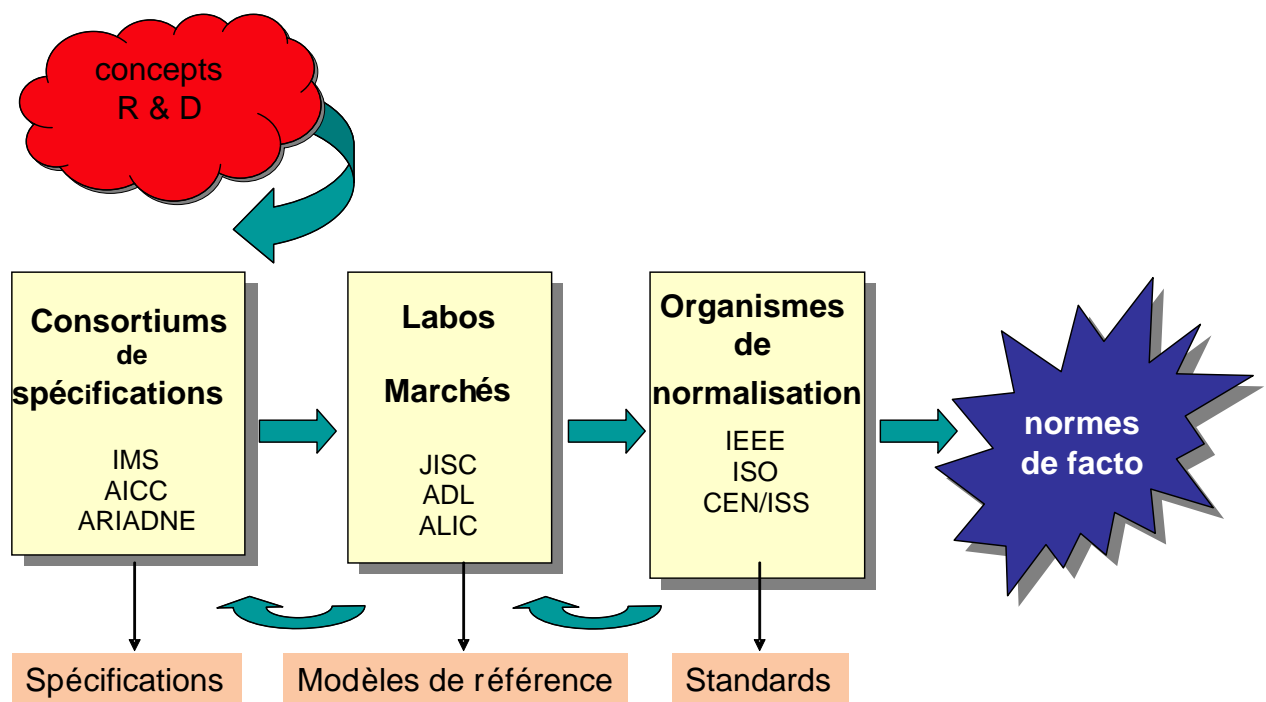 concepts
R & D
Consortiums
de
spécifications
IMS
AICC
ARIADNE
Labos
Marchés
JISC
ADL
ALIC
Organismes
de
normalisation
IEEE
ISO
CEN/ISS
normes
de facto
Spécifications
Modèles de référence
Standards